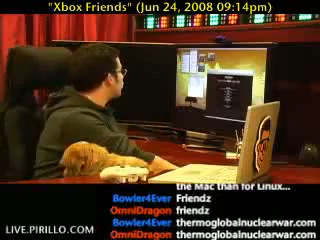 "Xbox Friends" (Jun 24, 2008 09:14pm)
the Mac than for Linux...
Bowler4Ever Friendz
OmniDragon friendz
Bowler4Ever thermoglobalnuclearwar.com
LIVE.PIRILLO.COM OmniDragon thermoglobalnuclearwar.com